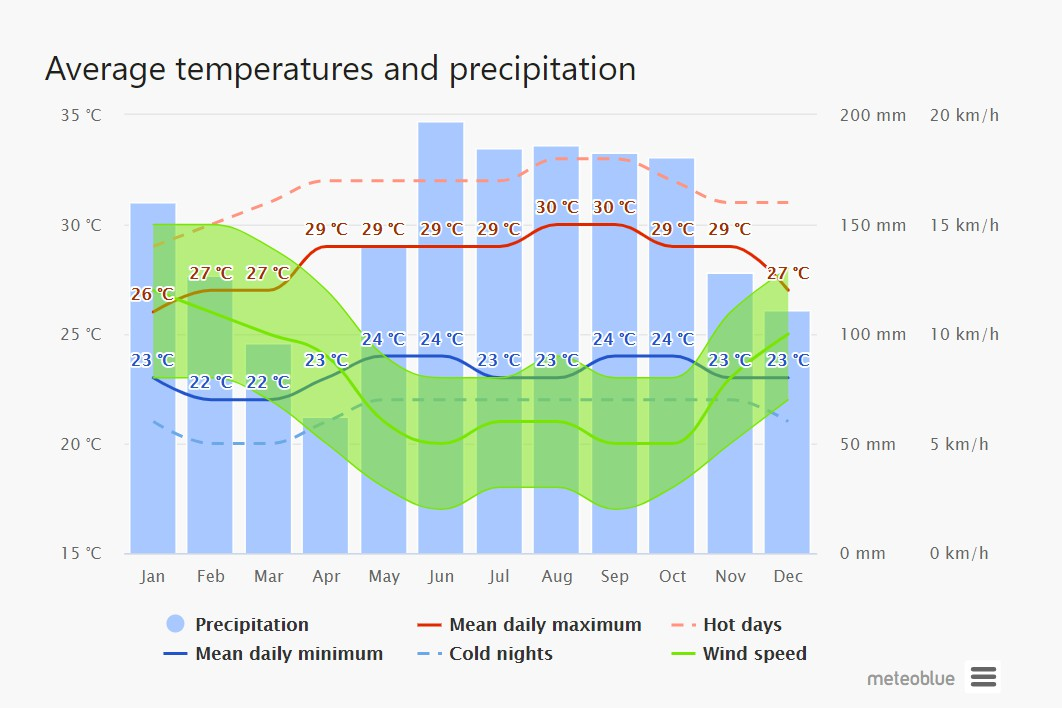 Average temperatures and precipitation
35 °C 200 mm 20 km/h
30 °C 30 °C
29 °C 29 °C 29 °C 29 °C 29 °C 29 °C
30 °C 150 mm 15 km/h
27 °C 27 °C 27 °C
26 °C
25 °C 100 mm 10 km/h
24 °C 24 °C 24 °C 24 °C
23 °C 23 °C 23 °C 23 °C 23 °C 23 °C
22 °C 22 °C
20 °C 50 mm 5 km/h
15 °C 0 mm 0 km/h
Jan Feb Mar Apr May Jun Jul Aug Sep Oct Nov Dec
Precipitation Mean daily maximum Hot days
Mean daily minimum Cold nights Wind speed
meteoblue